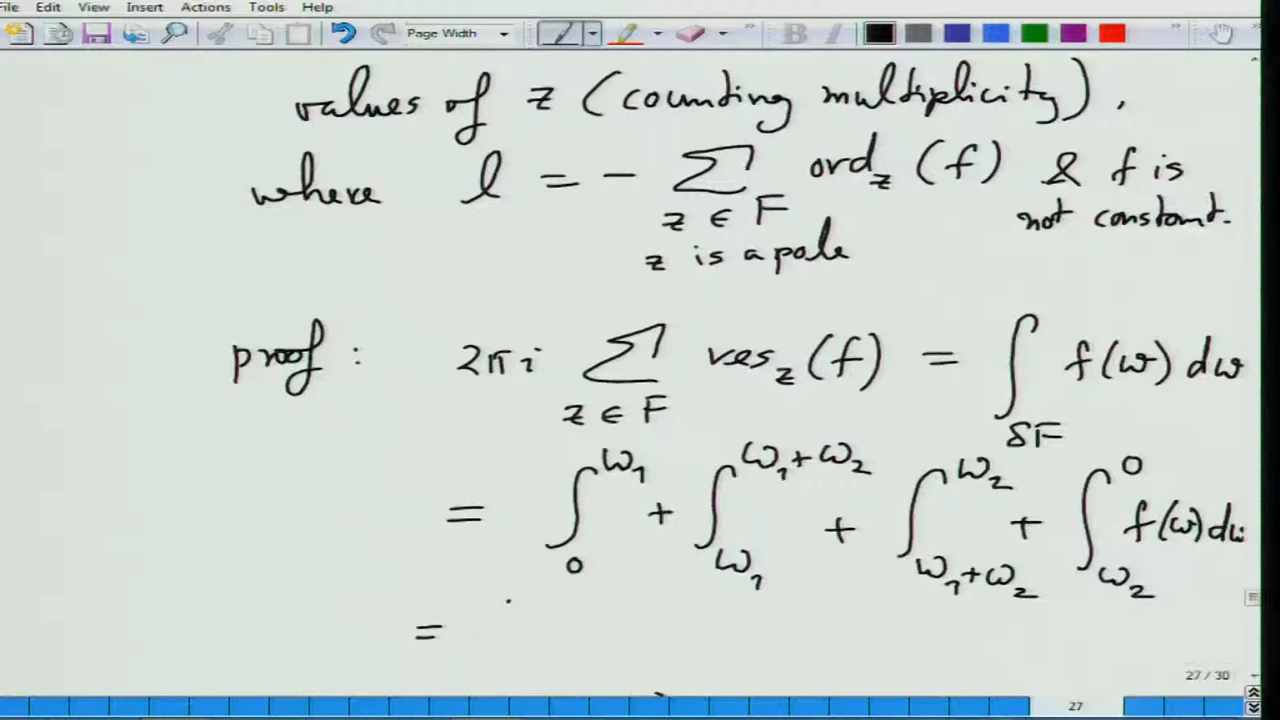 File Edit View Insert Actions Tools Help
Page Width
values of z (counting multiplicity).
where l = - ∑ ord_z (f) & f is
z ∈ F not constant.
z is a pole
proof: 2πi ∑ res_z (f) = ∫ f(ω) dω
z ∈ F δF
= ∫_0^{ω_1} + ∫_{ω_1}^{ω_1+ω_2} + ∫_{ω_1+ω_2}^{ω_2} + ∫_{ω_2}^0 f(ω)dω
=
27 / 30
27